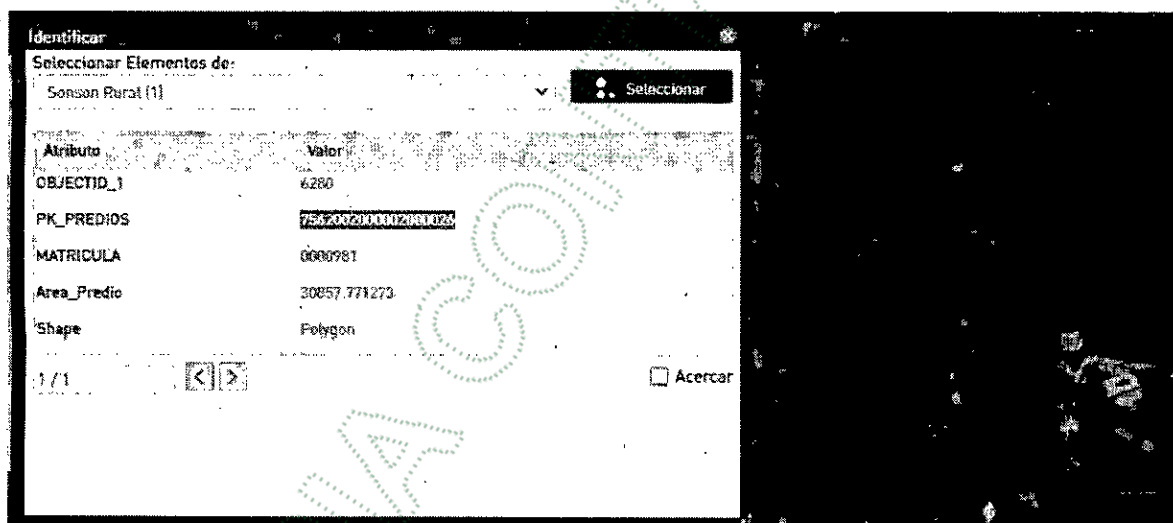 Identificar
Seleccionar Elementos de:
Sonson Rural (1)
Seleccionar
Atributo Valor
OBJECTID_1 6280
PK_PREDIOS
MATRICULA 0000981
Area_Predio 30857.771273
Shape Polygon
1 / 1 < >
Acercar